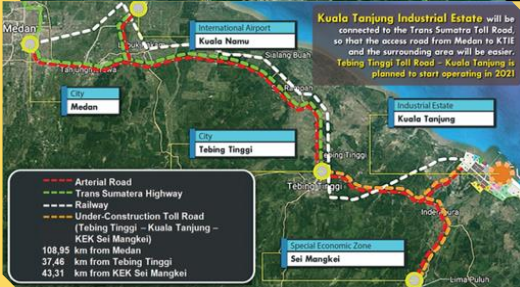 Kuala Tanjung Industrial Estate will be
connected to the Trans Sumatra Toll Road,
so that the access road from Medan to KTIE
and the surrounding area will be easier.
Tebing Tinggi Toll Road – Kuala Tanjung is
planned to start operating in 2021
Medan
International Airport
Kuala Namu
Sialang Buah
City
Medan
Industrial Estate
Kuala Tanjung
City
Tebing Tinggi
Tebing Tinggi
Tebing Tinggi
Arterial Road
Trans Sumatera Highway
Railway
Under-Construction Toll Road
(Tebing Tinggi – Kuala Tanjung –
KEK Sei Mangkei)
108,95 km from Medan
37,46 km from Tebing Tinggi
43,31 km from KEK Sei Mangkei
Special Economic Zone
Sei Mangkei
Lima Puluh